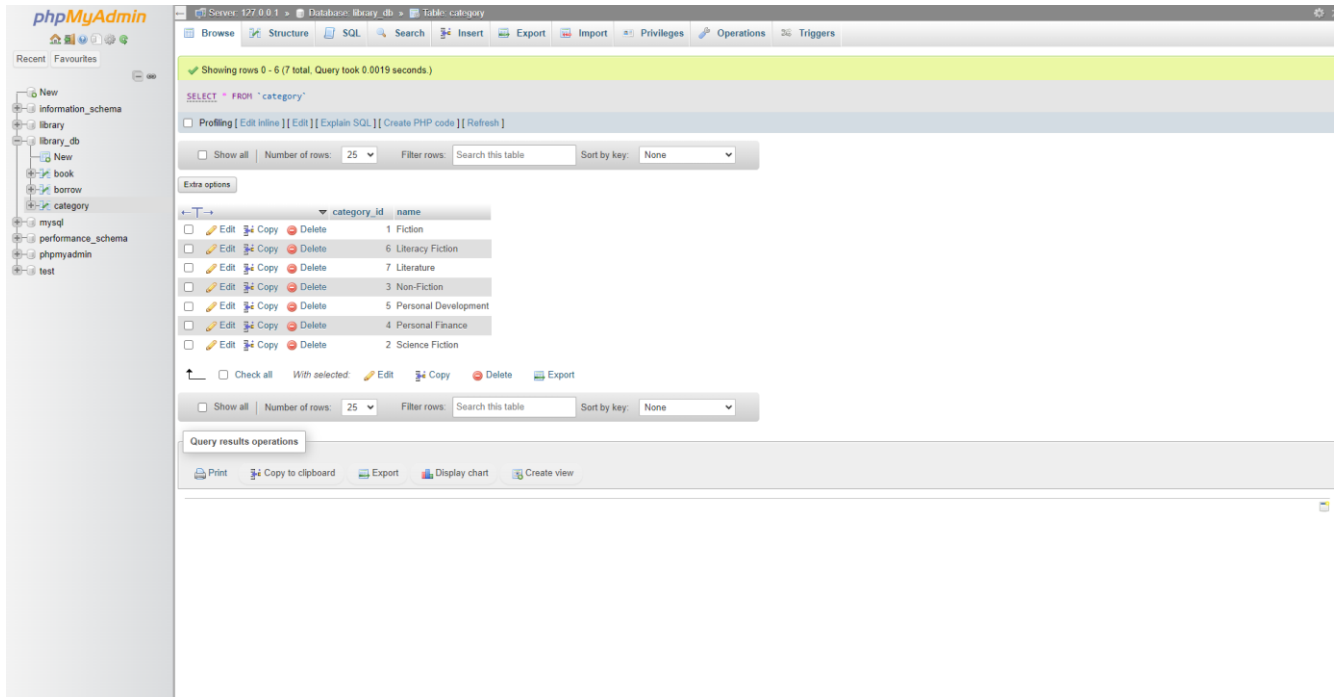 phpMyAdmin
Server: 127.0.0.1 » Database: library_db » Table: category
Browse Structure SQL Search Insert Export Import Privileges Operations Triggers
Recent Favourites
New
information_schema
library
library_db
New
book
borrow
category
mysql
performance_schema
phpmyadmin
test
Showing rows 0 - 6 (7 total, Query took 0.0019 seconds.)
SELECT * FROM `category`
Profiling [ Edit inline ] [ Edit ] [ Explain SQL ] [ Create PHP code ] [ Refresh ]
Show all Number of rows: 25 Filter rows: Search this table Sort by key: None
Extra options
←T→ category_id name
Edit Copy Delete 1 Fiction
Edit Copy Delete 6 Literacy Fiction
Edit Copy Delete 7 Literature
Edit Copy Delete 3 Non-Fiction
Edit Copy Delete 5 Personal Development
Edit Copy Delete 4 Personal Finance
Edit Copy Delete 2 Science Fiction
Check all With selected: Edit Copy Delete Export
Show all Number of rows: 25 Filter rows: Search this table Sort by key: None
Query results operations
Print Copy to clipboard Export Display chart Create view